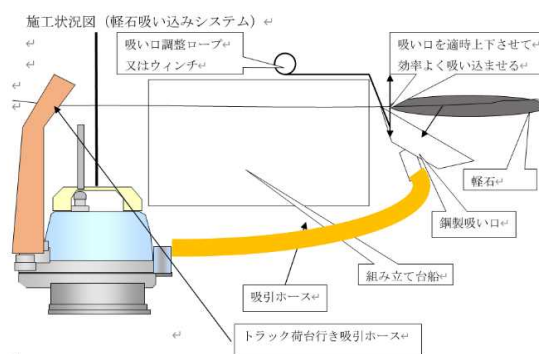 施工状況図（軽石吸い込みシステム）
吸い口調整ロープ
又はウィンチ
吸い口を適時上下させて
効率よく吸い込ませる
軽石
鋼製吸い口
組み立て台船
吸引ホース
トラック荷台行き吸引ホース